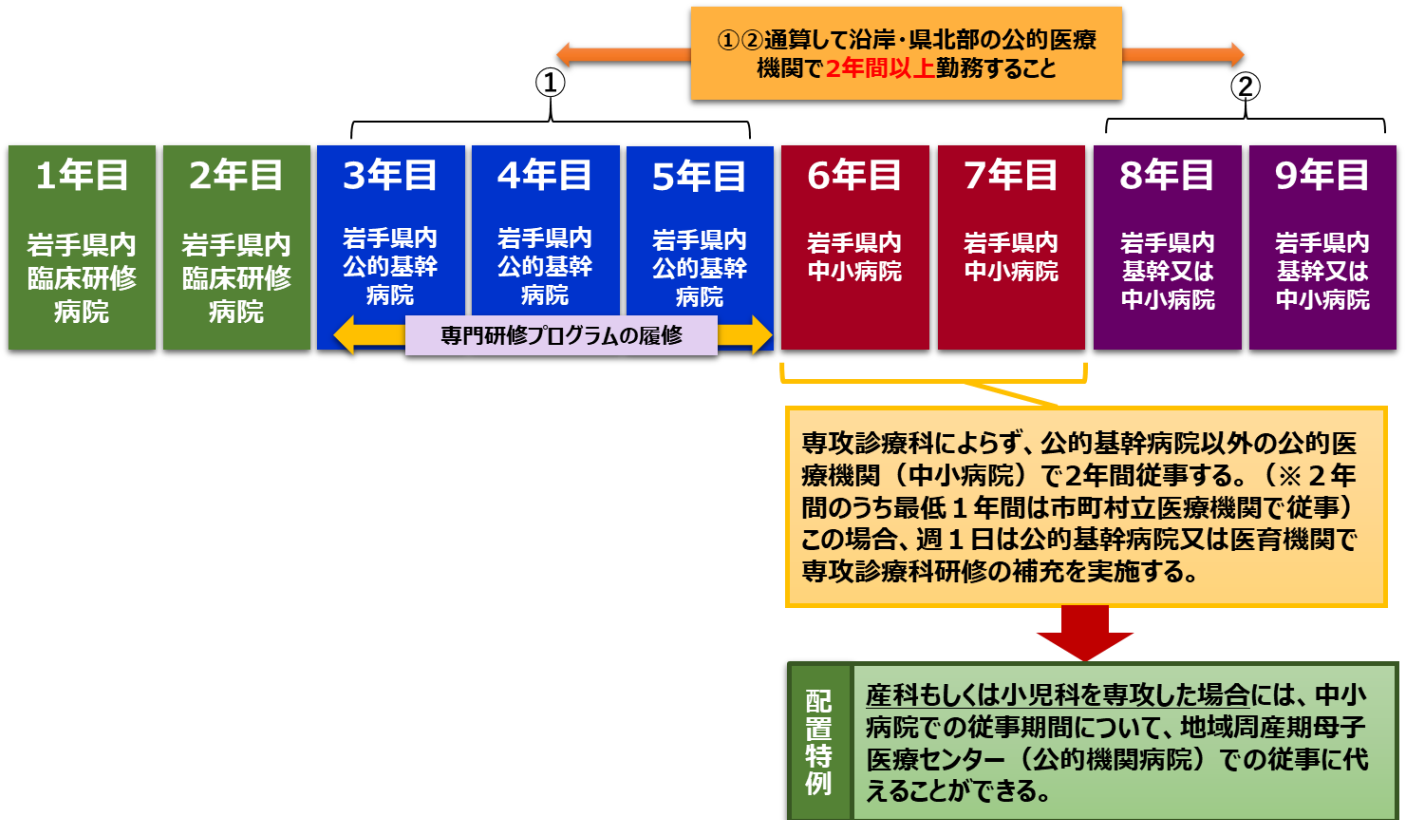 ①②通算して沿岸・県北部の公的医療
機関で2年間以上勤務すること
①
②
1年目
岩手県内
臨床研修
病院
2年目
岩手県内
臨床研修
病院
3年目
岩手県内
公的基幹
病院
4年目
岩手県内
公的基幹
病院
5年目
岩手県内
公的基幹
病院
6年目
岩手県内
中小病院
7年目
岩手県内
中小病院
8年目
岩手県内
基幹又は
中小病院
9年目
岩手県内
基幹又は
中小病院
専門研修プログラムの履修
専攻診療科によらず、公的基幹病院以外の公的医
療機関（中小病院）で2年間従事する。（※２年
間のうち最低１年間は市町村立医療機関で従事）
この場合、週１日は公的基幹病院又は医育機関で
専攻診療科研修の補充を実施する。
配置特例
産科もしくは小児科を専攻した場合には、中小
病院での従事期間について、地域周産期母子
医療センター（公的機関病院）での従事に代
えることができる。